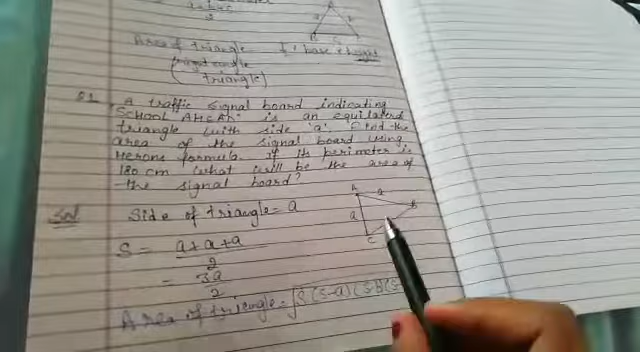 2
Area of triangle = 1/2 × base × height
(right angle
triangle)
Q1. A traffic signal board indicating
'SCHOOL AHEAD' is an equilateral
triangle with side 'a'. Find the
area of the signal board using
Herons formula. If its perimeter is
180 cm what will be the area of
the signal board?
Sol. Side of triangle = a
A a B
a
C
S = a+a+a
2
= 3a
2
Area of triangle = √S(S-a)(S-b)(S-